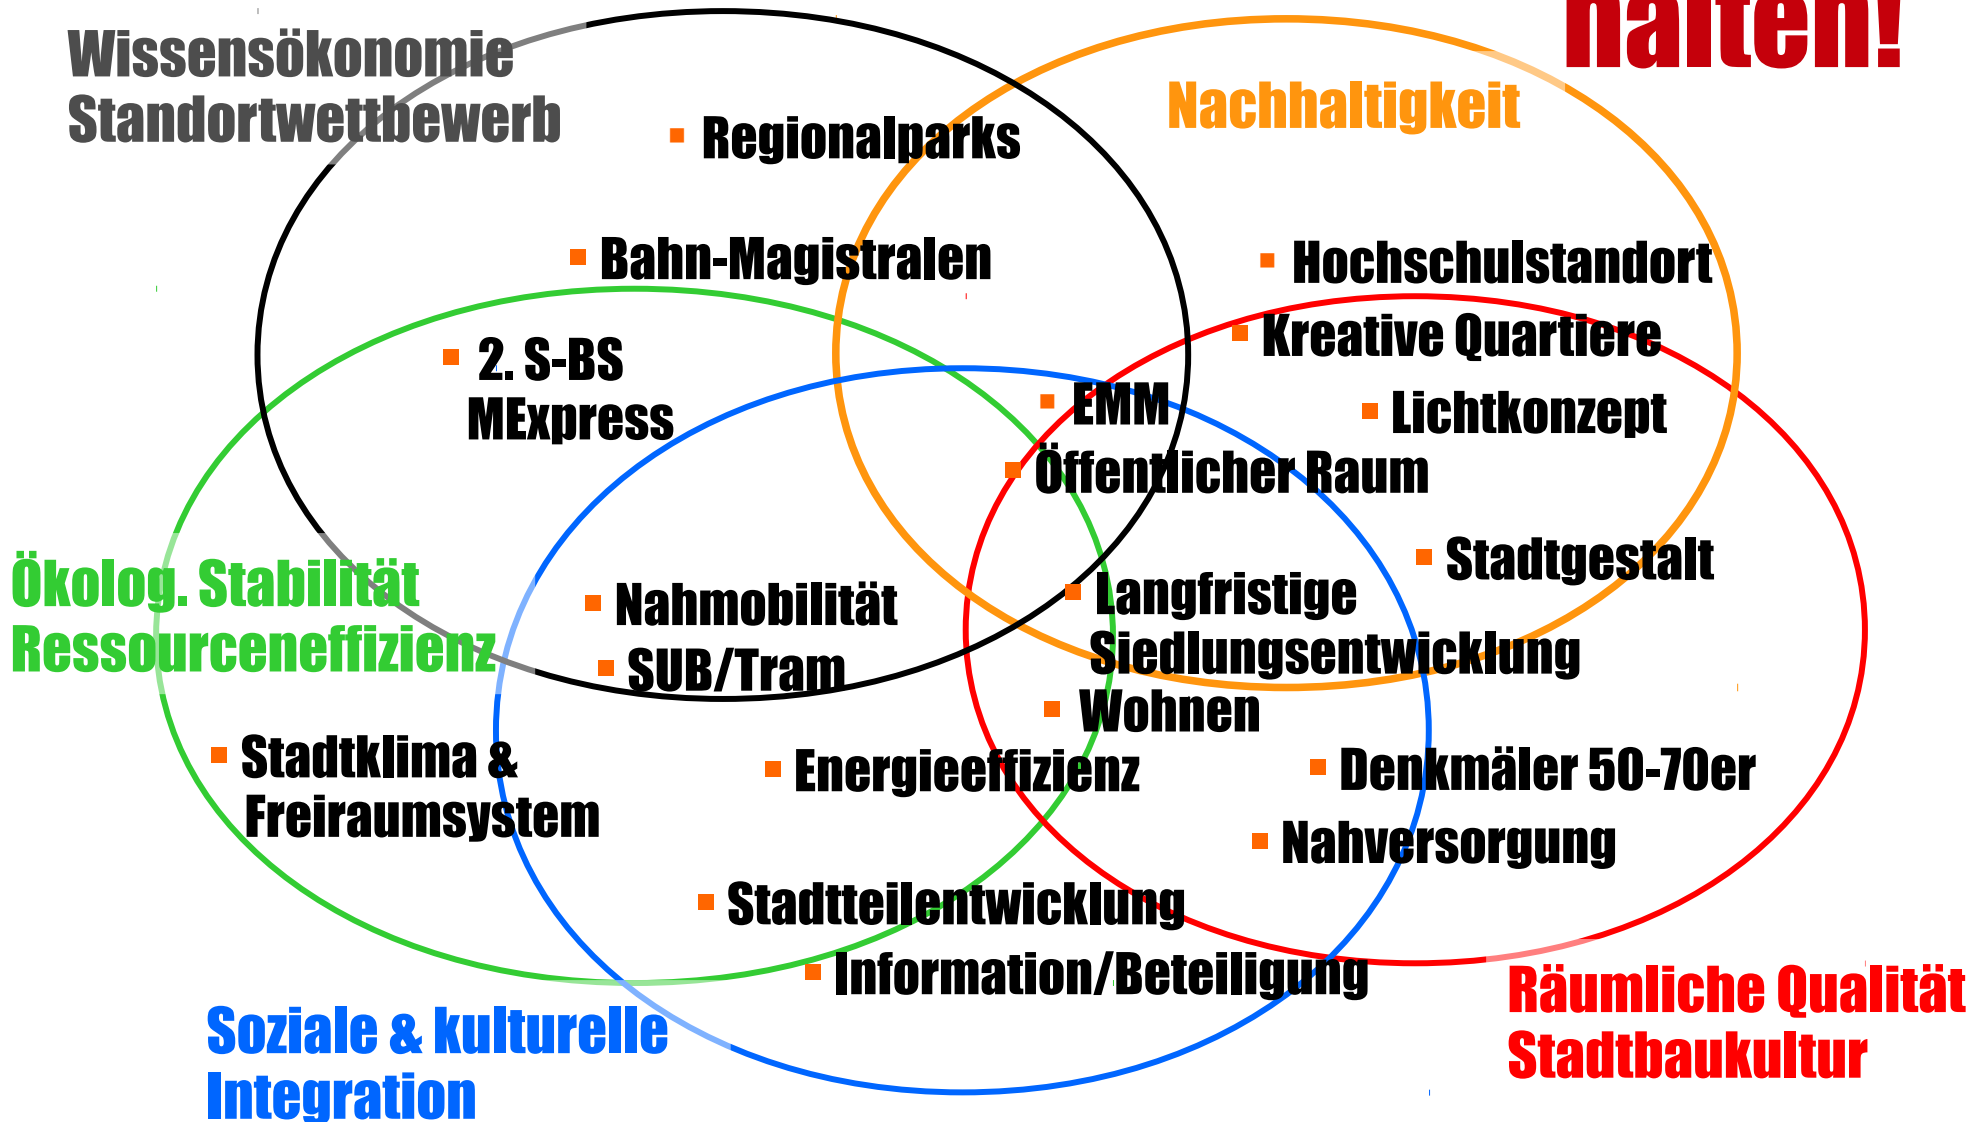 halten!
Wissensökonomie
Standortwettbewerb
Nachhaltigkeit
Regionalparks
Bahn-Magistralen
Hochschulstandort
Kreative Quartiere
2. S-BS
MExpress
EMM
Lichtkonzept
Öffentlicher Raum
Stadtgestalt
Ökolog. Stabilität
Ressourceneffizienz
Nahmobilität
SUB/Tram
Langfristige
Siedlungsentwicklung
Wohnen
Stadtklima &
Freiraumsystem
Energieeffizienz
Denkmäler 50-70er
Nahversorgung
Stadtteilentwicklung
Information/Beteiligung
Soziale & kulturelle
Integration
Räumliche Qualität
Stadtbaukultur